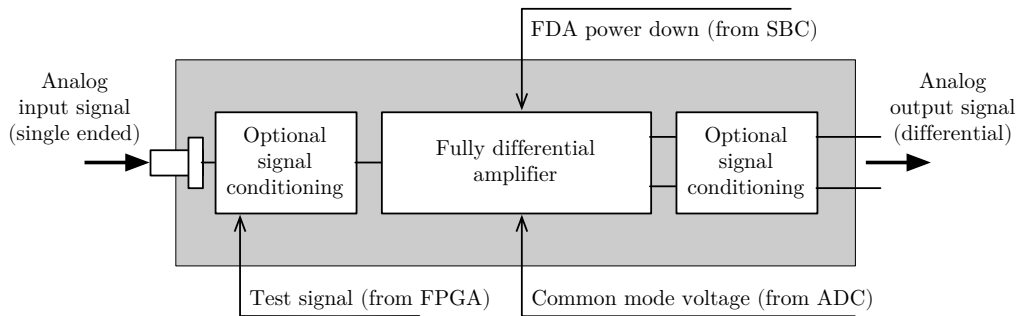 FDA power down (from SBC)
Analog
input signal
(single ended)
Optional
signal
conditioning
Fully differential
amplifier
Optional
signal
conditioning
Analog
output signal
(differential)
Test signal (from FPGA)
Common mode voltage (from ADC)